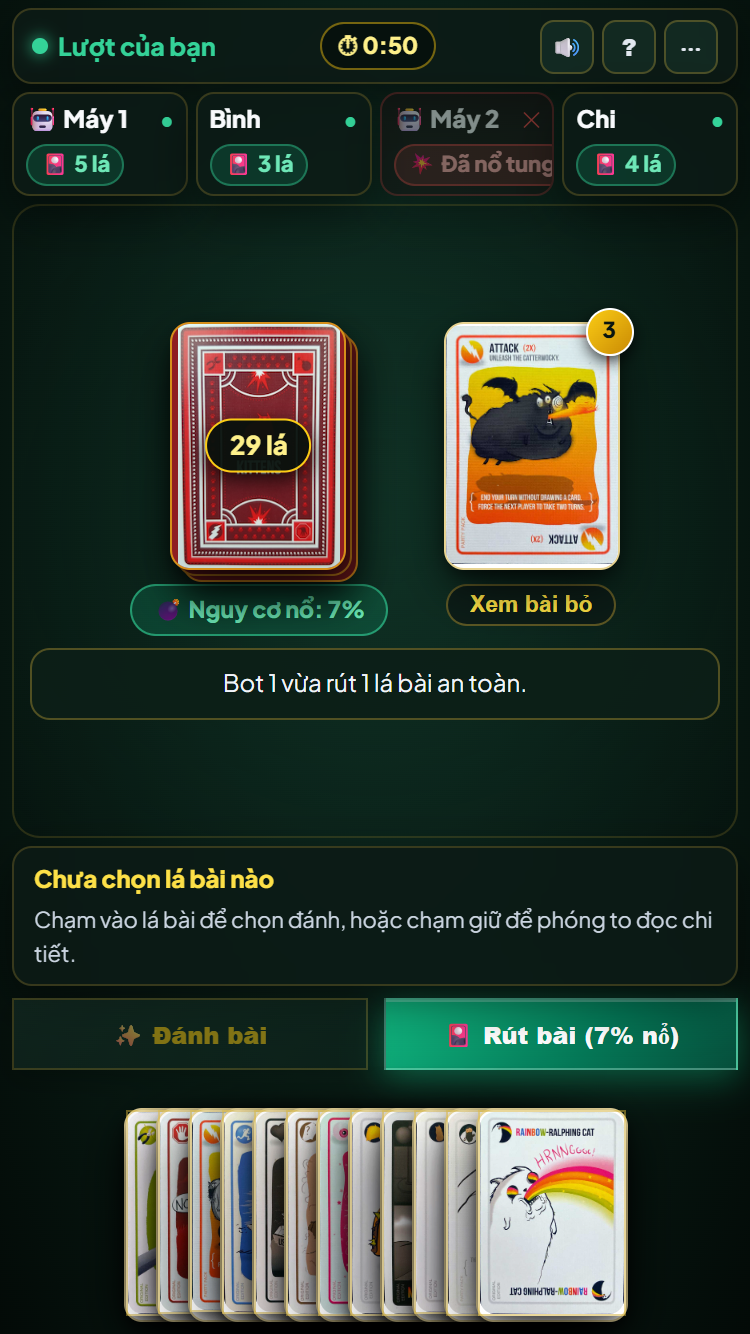 Lượt của bạn
0:50
?
...
Máy 1
5 lá
Bình
3 lá
Máy 2
Đã nổ tung
Chi
4 lá
29 lá
3
ATTACK (2X)
UNLEASH THE CATTERWOCKY.
END YOUR TURN WITHOUT DRAWING A CARD.
FORCE THE NEXT PLAYER TO TAKE TWO TURNS.
ATTACK (2X)
Nguy cơ nổ: 7%
Xem bài bỏ
Bot 1 vừa rút 1 lá bài an toàn.
Chưa chọn lá bài nào
Chạm vào lá bài để chọn đánh, hoặc chạm giữ để phóng to đọc chi
tiết.
Đánh bài
Rút bài (7% nổ)
RAINBOW-RALPHING CAT
RAINBOW-RALPHING CAT